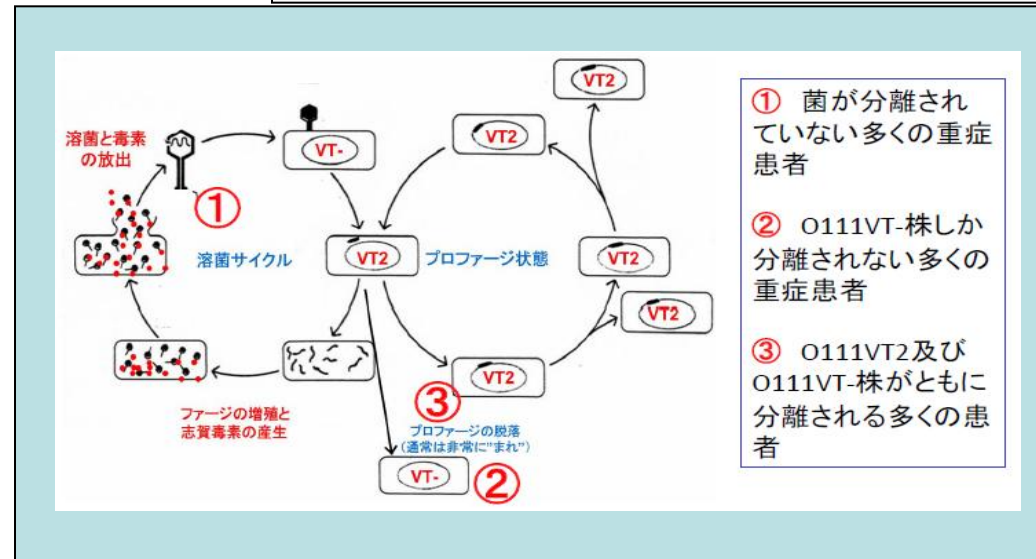 溶菌と毒素
の放出
①
VT-
VT2
VT2
溶菌サイクル
VT2
プロファージ状態
VT2
VT2
VT2
ファージの増殖と
志賀毒素の産生
③
プロファージの脱落
(通常は非常に"まれ")
VT-
②
① 菌が分離され
ていない多くの重症
患者
② O111VT-株しか
分離されない多くの
重症患者
③ O111VT2及び
O111VT-株がともに
分離される多くの患
者